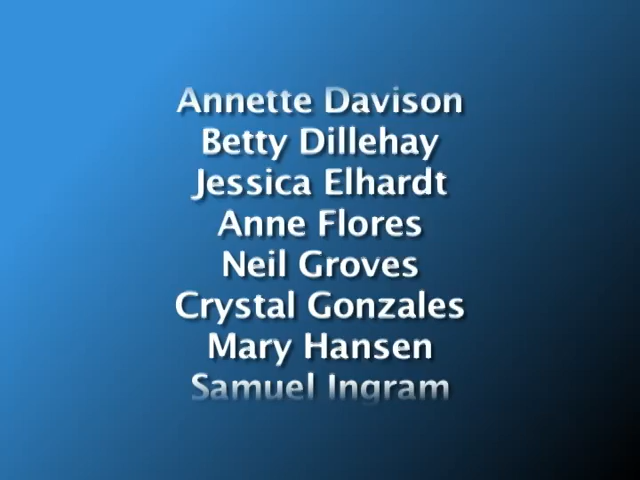 Annette Davison
Betty Dillehay
Jessica Elhardt
Anne Flores
Neil Groves
Crystal Gonzales
Mary Hansen
Samuel Ingram